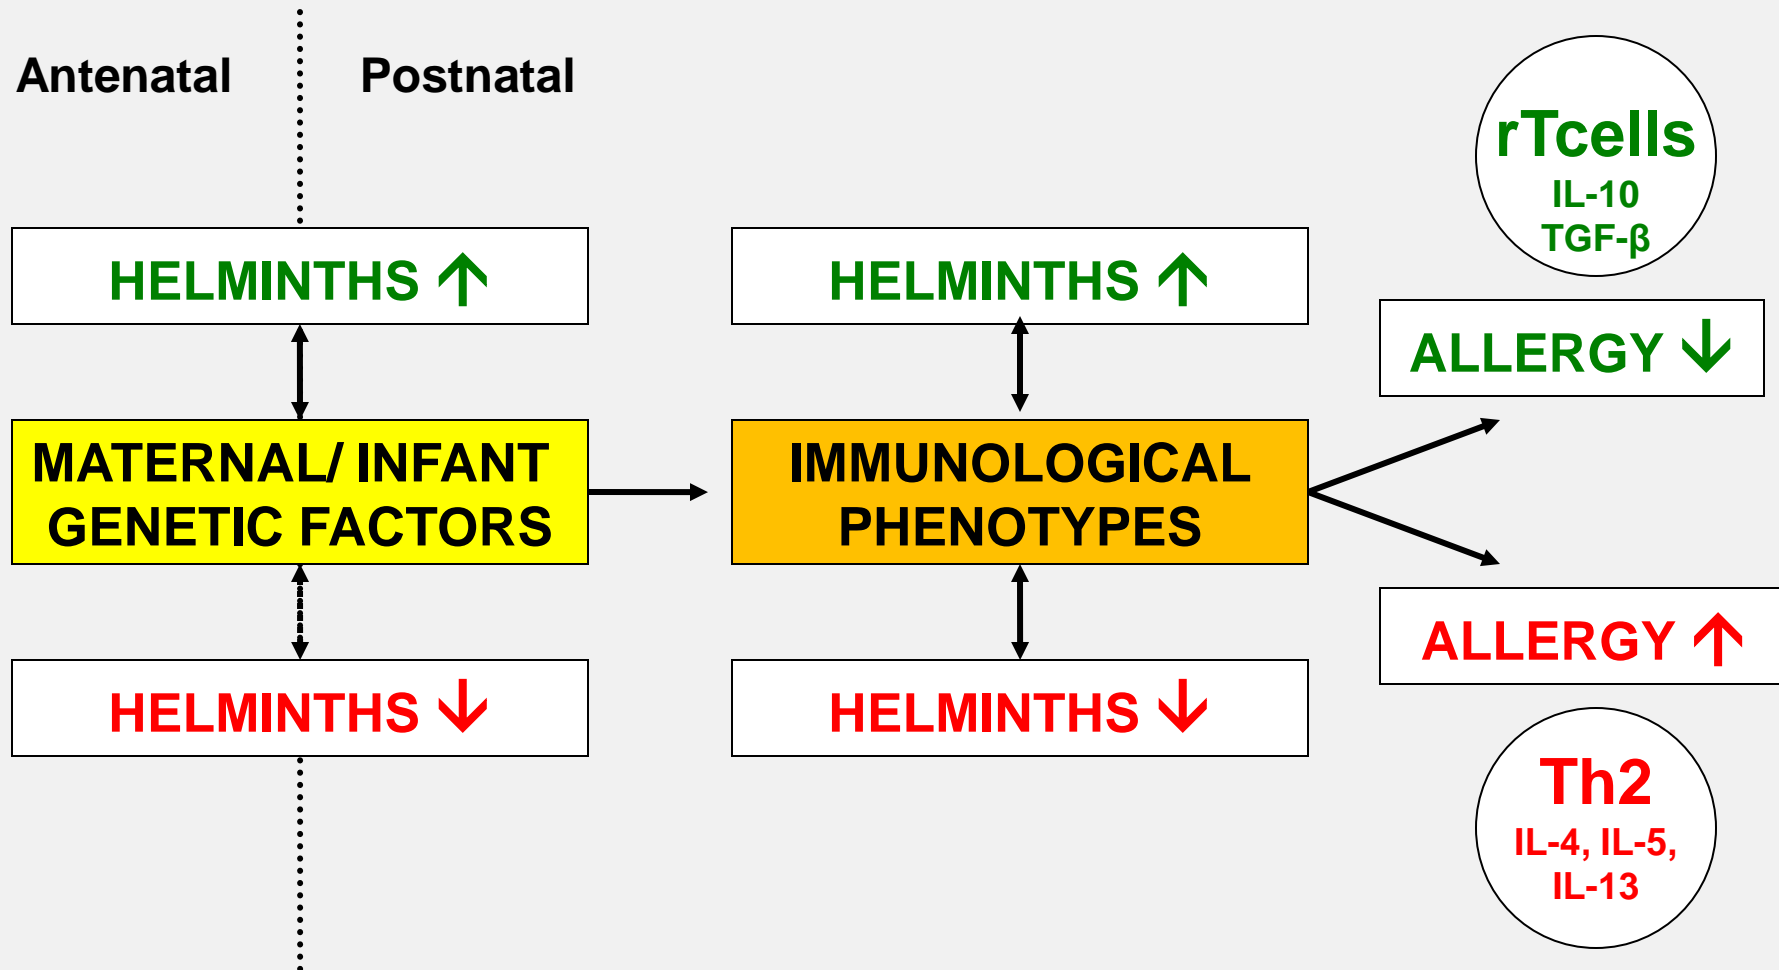 Antenatal
Postnatal
HELMINTHS ↑
MATERNAL/ INFANT
GENETIC FACTORS
HELMINTHS ↓
HELMINTHS ↑
IMMUNOLOGICAL
PHENOTYPES
HELMINTHS ↓
rTcells
IL-10
TGF-β
ALLERGY ↓
ALLERGY ↑
Th2
IL-4, IL-5,
IL-13